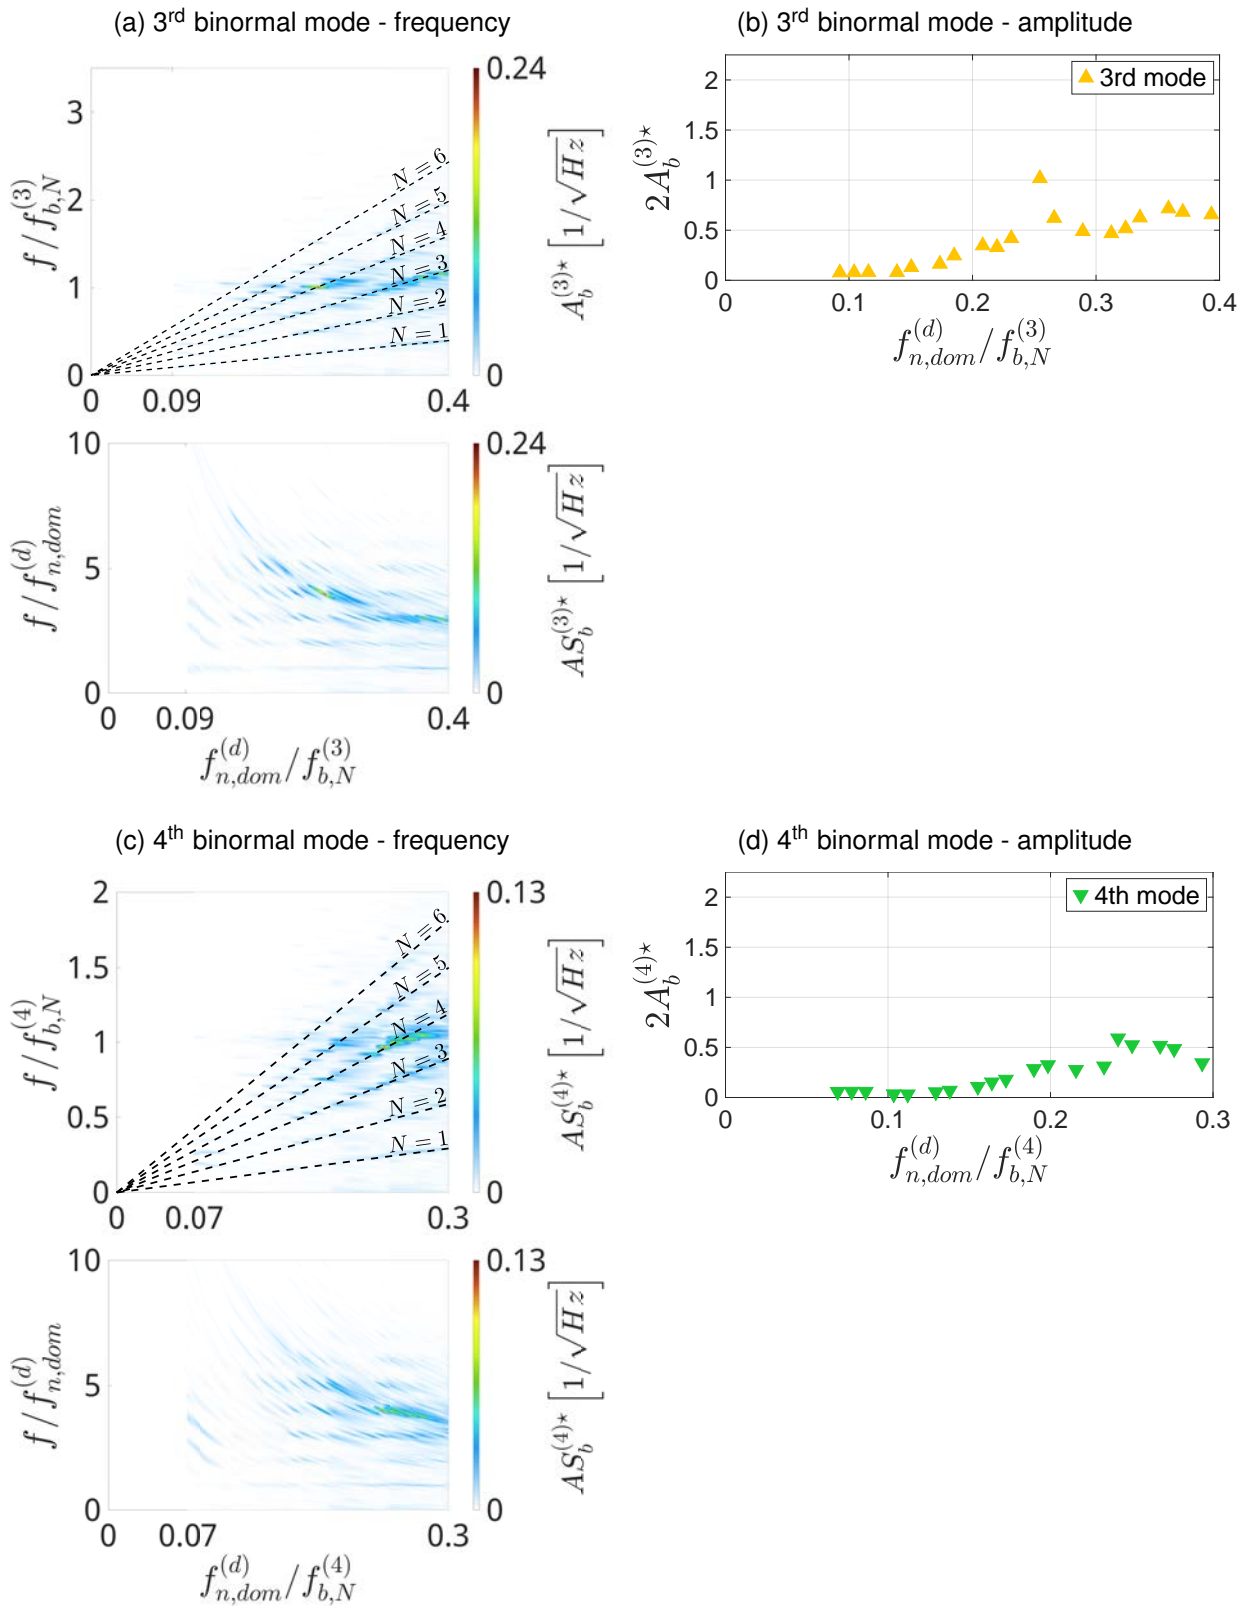 (a) 3rd binormal mode - frequency
(b) 3rd binormal mode - amplitude
f/f_{b,N}^{(3)}
3
2
1
0
0
0.09
0.4
N = 6
N = 5
N = 4
N = 3
N = 2
N = 1
0.24
0
A_b^{(3)⋆} [1/√Hz]
2A_b^{(3)⋆}
2
1.5
1
0.5
0
3rd mode
0
0.1
0.2
0.3
0.4
f_{n,dom}^{(d)}/f_{b,N}^{(3)}
f/f_{n,dom}^{(d)}
10
5
0
0
0.09
0.4
0.24
0
AS_b^{(3)⋆} [1/√Hz]
f_{n,dom}^{(d)}/f_{b,N}^{(3)}
(c) 4th binormal mode - frequency
(d) 4th binormal mode - amplitude
f/f_{b,N}^{(4)}
2
1.5
1
0.5
0
0
0.07
0.3
N = 6
N = 5
N = 4
N = 3
N = 2
N = 1
0.13
0
AS_b^{(4)⋆} [1/√Hz]
2A_b^{(4)⋆}
2
1.5
1
0.5
0
4th mode
0
0.1
0.2
0.3
f_{n,dom}^{(d)}/f_{b,N}^{(4)}
f/f_{n,dom}^{(d)}
10
5
0
0
0.07
0.3
0.13
0
AS_b^{(4)⋆} [1/√Hz]
f_{n,dom}^{(d)}/f_{b,N}^{(4)}